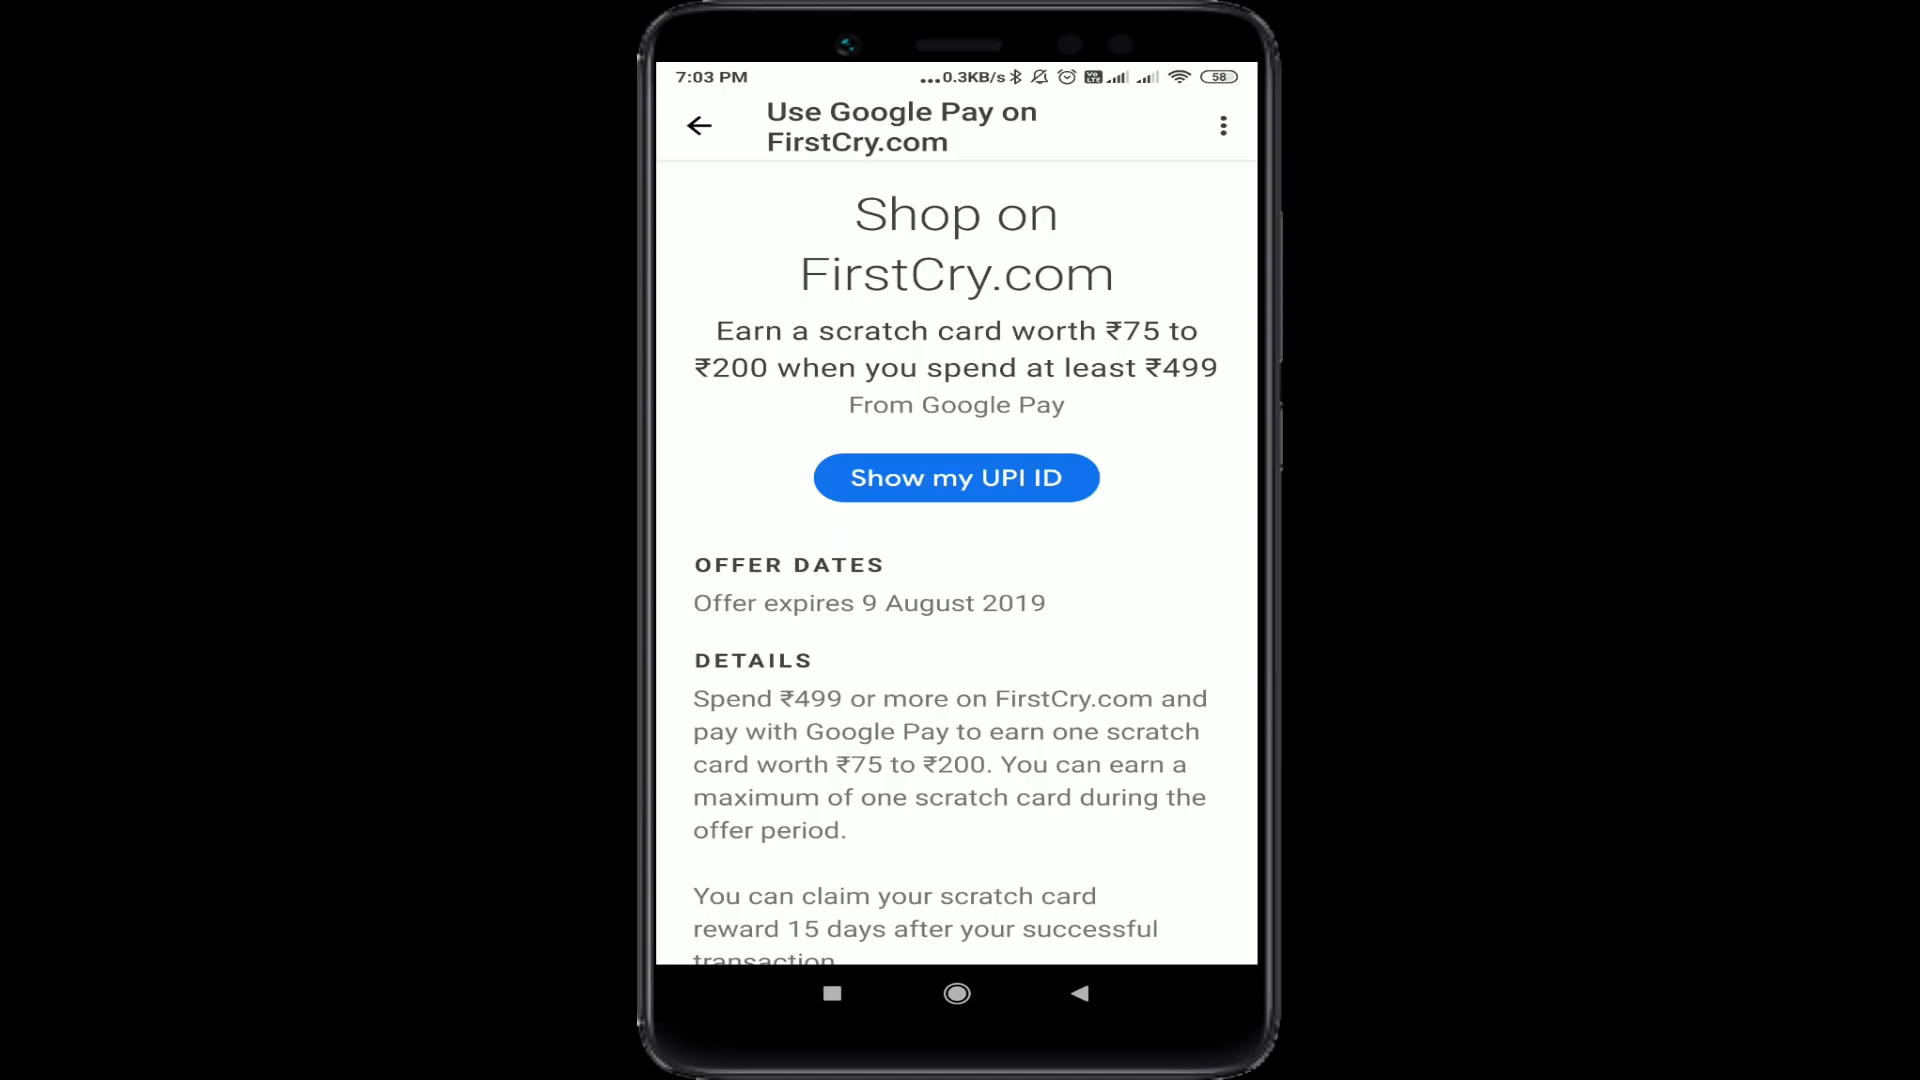 7:03 PM
...0.3KB/s
Vo
LTE
58
Use Google Pay on
FirstCry.com
Shop on
FirstCry.com
Earn a scratch card worth ₹75 to
₹200 when you spend at least ₹499
From Google Pay
Show my UPI ID
OFFER DATES
Offer expires 9 August 2019
DETAILS
Spend ₹499 or more on FirstCry.com and
pay with Google Pay to earn one scratch
card worth ₹75 to ₹200. You can earn a
maximum of one scratch card during the
offer period.
You can claim your scratch card
reward 15 days after your successful
transaction